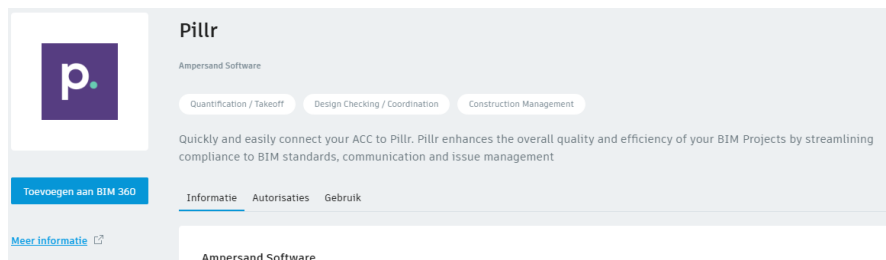 Pillr
Ampersand Software
p.
Quantification / Takeoff
Design Checking / Coordination
Construction Management
Quickly and easily connect your ACC to Pillr. Pillr enhances the overall quality and efficiency of your BIM Projects by streamlining
compliance to BIM standards, communication and issue management
Toevoegen aan BIM 360
Informatie Autorisaties Gebruik
Meer informatie
Ampersand Software